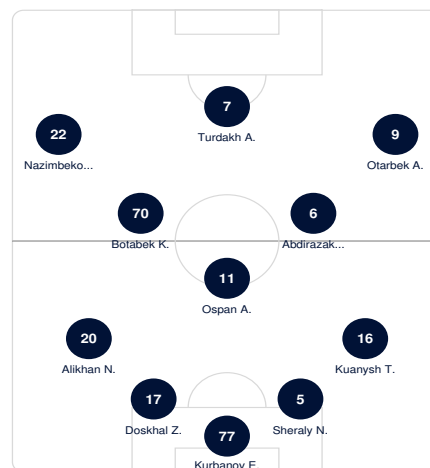 7
Turdakh A.
22
Nazimbeko...
9
Otarbek A.
70
Botabek K.
6
Abdirazak...
11
Ospan A.
20
Alikhan N.
16
Kuanysh T.
17
Doskhal Z.
5
Sheraly N.
77
Kurbanov E.